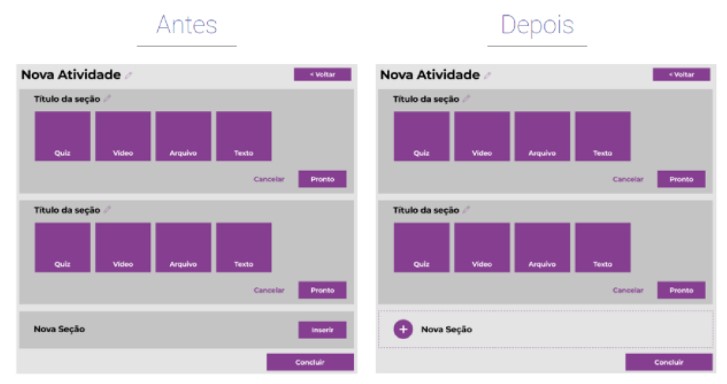 Antes
Nova Atividade
< Voltar
Título da seção
Quiz Vídeo Arquivo Texto
Cancelar Pronto
Título da seção
Quiz Vídeo Arquivo Texto
Cancelar Pronto
Nova Seção Inserir
Concluir
Depois
Nova Atividade
< Voltar
Título da seção
Quiz Vídeo Arquivo Texto
Cancelar Pronto
Título da seção
Quiz Vídeo Arquivo Texto
Cancelar Pronto
+ Nova Seção
Concluir